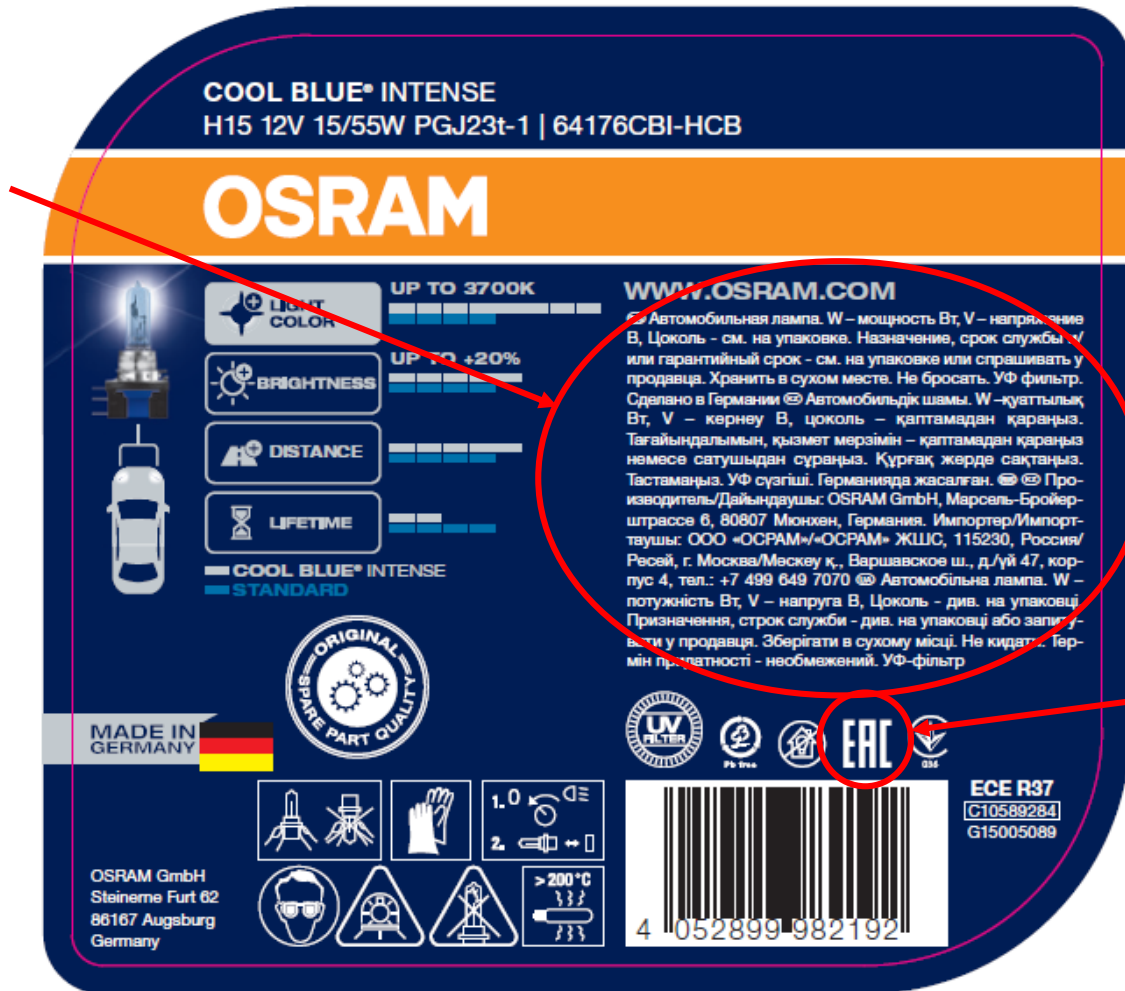 COOL BLUE® INTENSE
H15 12V 15/55W PGJ23t-1 | 64176CBI-HCB
OSRAM
LIGHT
COLOR
UP TO 3700K
BRIGHTNESS
UP TO +20%
DISTANCE
LIFETIME
COOL BLUE® INTENSE
STANDARD
ORIGINAL
SPARE PART QUALITY
MADE IN
GERMANY
WWW.OSRAM.COM
Автомобильная лампа. W – мощность Вт, V – напряжение
В, Цоколь - см. на упаковке. Назначение, срок службы и/
или гарантийный срок - см. на упаковке или спрашивать у
продавца. Хранить в сухом месте. Не бросать. УФ фильтр.
Сделано в Германии Автомобильдік шамы. W –қуаттылық
Вт, V – кернеу В, цоколь – қаптамадан қараңыз.
Тағайындалымын, қызмет мерзімін – қаптамадан қараңыз
немесе сатушыдан сұраңыз. Құрғақ жерде сақтаңыз.
Тастамаңыз. УФ сүзгіші. Германияда жасалған. Про-
изводитель/Дайындаушы: OSRAM GmbH, Марсель-Бройер-
штрассе 6, 80807 Мюнхен, Германия. Импортер/Импорт-
таушы: ООО «ОСРАМ»/«ОСРАМ» ЖШС, 115230, Россия/
Ресей, г. Москва/Мәскеу қ., Варшавское ш., д./үй 47, кор-
пус 4, тел.: +7 499 649 7070 Автомобільна лампа. W –
потужність Вт, V – напруга В, Цоколь - див. на упаковці
Призначення, строк служби - див. на упаковці або запиту-
вати у продавця. Зберігати в сухому місці. Не кидати. Тер-
мін придатності - необмежений. УФ-фільтр
UV
FILTER
Pb free
EAC
ECE R37
C10589284
G15005089
1. 0
2.
>200°C
OSRAM GmbH
Steinerne Furt 62
86167 Augsburg
Germany
4 052899 982192